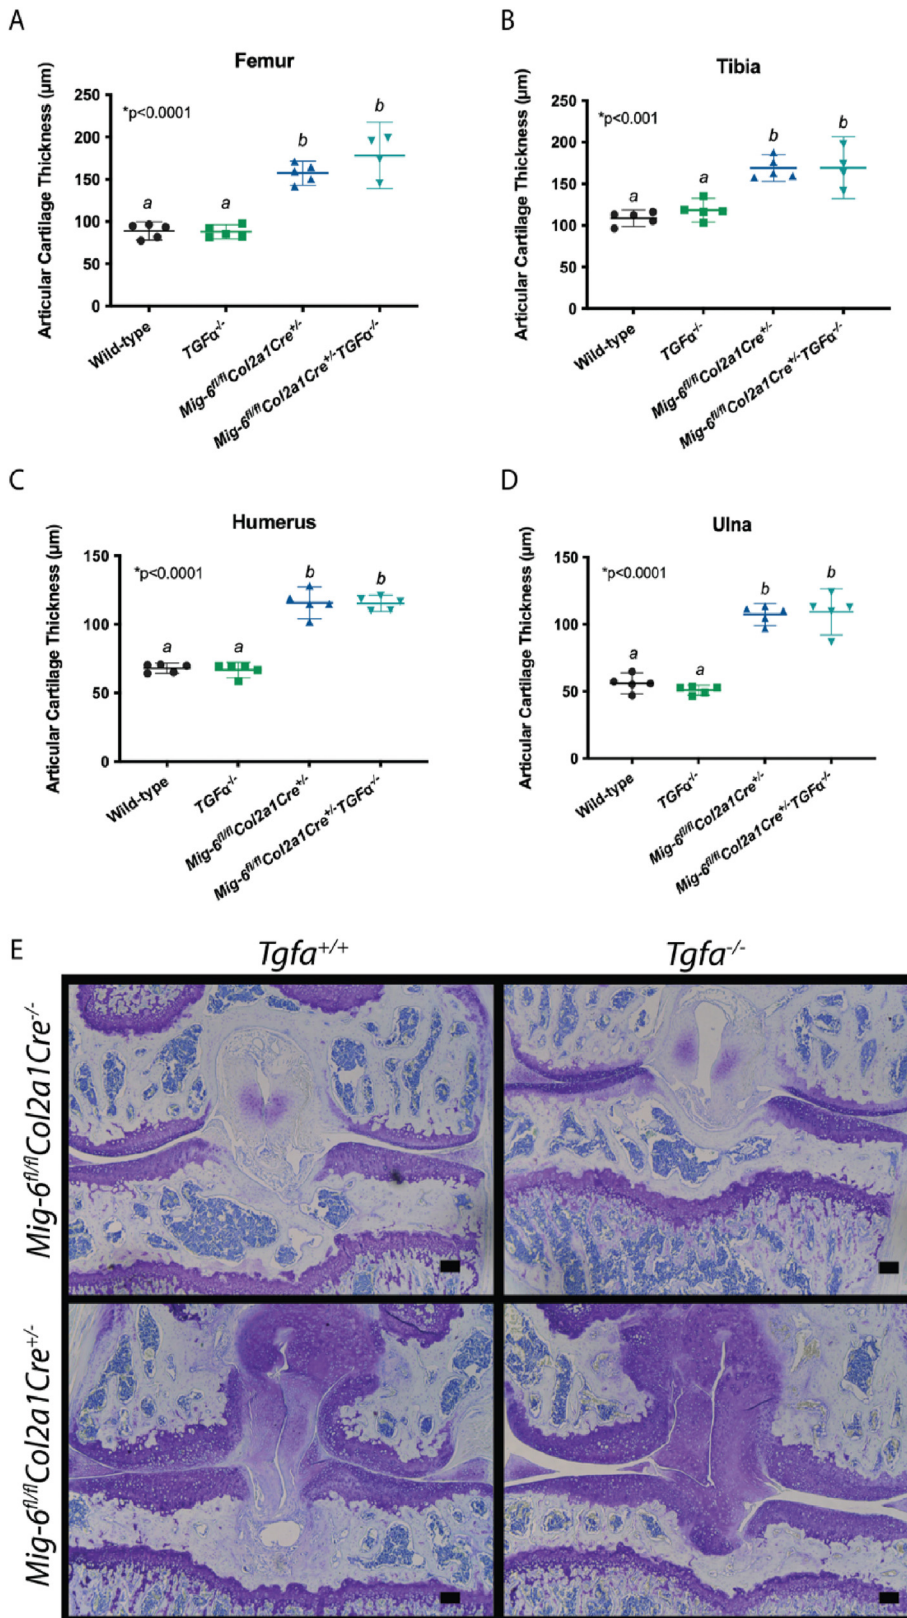 A
Femur
Articular Cartilage Thickness (μm)
250
200
150
100
50
0
*p<0.0001
a
a
b
b
Wild-type
TGFα-/-
Mig-6fl/flCol2a1Cre+/-
Mig-6fl/flCol2a1Cre+/-TGFα-/-
B
Tibia
Articular Cartilage Thickness (μm)
250
200
150
100
50
0
*p<0.001
a
a
b
b
Wild-type
TGFα-/-
Mig-6fl/flCol2a1Cre+/-
Mig-6fl/flCol2a1Cre+/-TGFα-/-
C
Humerus
Articular Cartilage Thickness (μm)
150
100
50
0
*p<0.0001
a
a
b
b
Wild-type
TGFα-/-
Mig-6fl/flCol2a1Cre+/-
Mig-6fl/flCol2a1Cre+/-TGFα-/-
D
Ulna
Articular Cartilage Thickness (μm)
150
100
50
0
*p<0.0001
a
a
b
b
Wild-type
TGFα-/-
Mig-6fl/flCol2a1Cre+/-
Mig-6fl/flCol2a1Cre+/-TGFα-/-
E
Tgfa+/+
Tgfa-/-
Mig-6fl/flCol2a1Cre-/-
Mig-6fl/flCol2a1Cre+/-